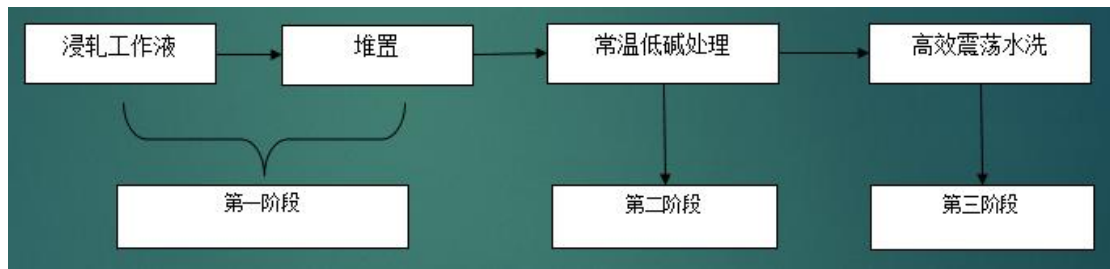 浸轧工作液
堆置
常温低碱处理
高效震荡水洗
第一阶段
第二阶段
第三阶段